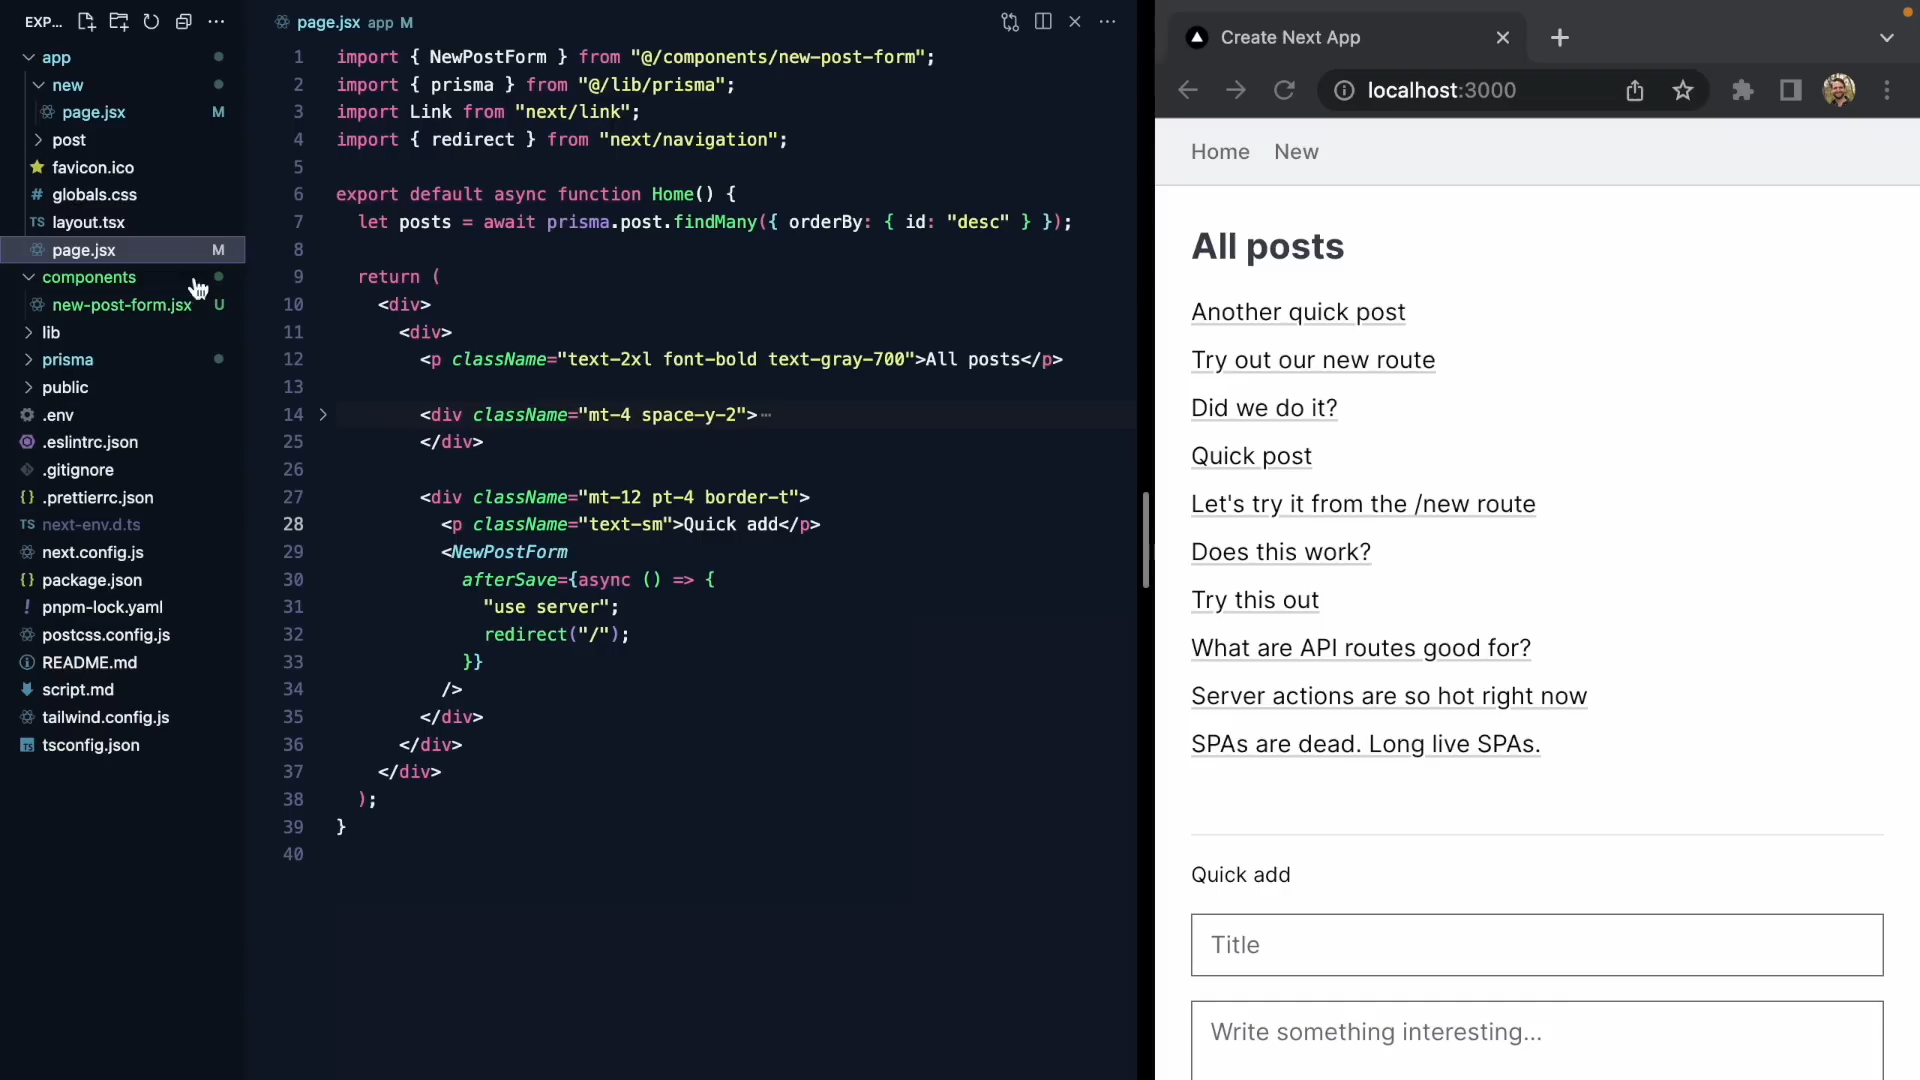 EXP...
app
new
page.jsx M
post
favicon.ico
# globals.css
TS layout.tsx
page.jsx M
components
new-post-form.jsx U
lib
prisma
public
.env
.eslintrc.json
.gitignore
{} .prettierrc.json
TS next-env.d.ts
next.config.js
{} package.json
! pnpm-lock.yaml
postcss.config.js
README.md
script.md
tailwind.config.js
TS tsconfig.json
page.jsx app M
1 import { NewPostForm } from "@/components/new-post-form";
2 import { prisma } from "@/lib/prisma";
3 import Link from "next/link";
4 import { redirect } from "next/navigation";
5
6 export default async function Home() {
7 let posts = await prisma.post.findMany({ orderBy: { id: "desc" } });
8
9 return (
10 <div>
11 <div>
12 <p className="text-2xl font-bold text-gray-700">All posts</p>
13
14 <div className="mt-4 space-y-2">⋯
25 </div>
26
27 <div className="mt-12 pt-4 border-t">
28 <p className="text-sm">Quick add</p>
29 <NewPostForm
30 afterSave={async () => {
31 "use server";
32 redirect("/");
33 }}
34 />
35 </div>
36 </div>
37 </div>
38 );
39 }
40
Create Next App
localhost:3000
Home New
All posts
Another quick post
Try out our new route
Did we do it?
Quick post
Let's try it from the /new route
Does this work?
Try this out
What are API routes good for?
Server actions are so hot right now
SPAs are dead. Long live SPAs.
Quick add
Title
Write something interesting...